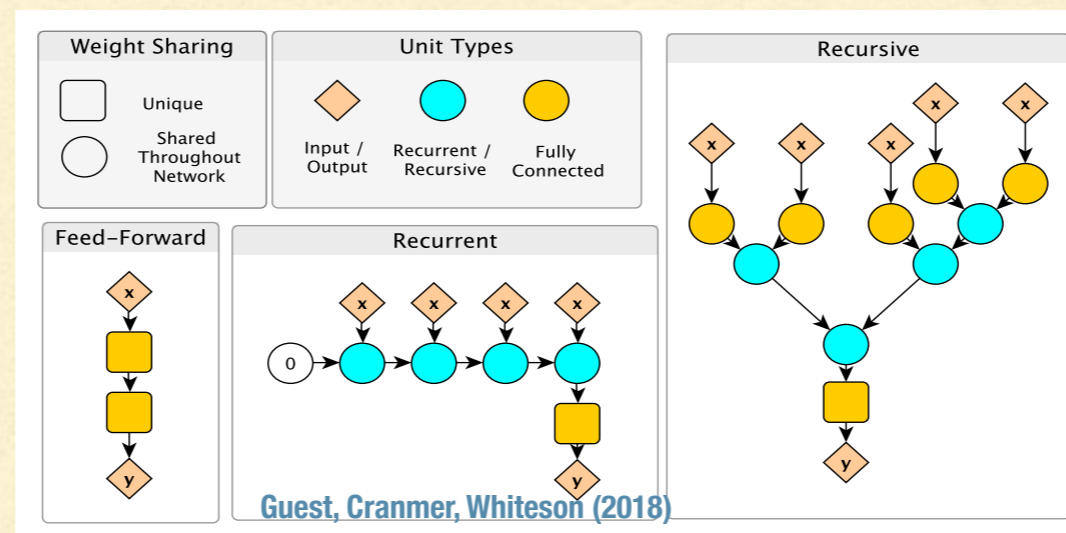 Weight Sharing
Unique
Shared
Throughout
Network
Unit Types
Input /
Output
Recurrent /
Recursive
Fully
Connected
Feed-Forward
x
y
Recurrent
x x x x
0
y
Recursive
x x
x x x
y
Guest, Cranmer, Whiteson (2018)